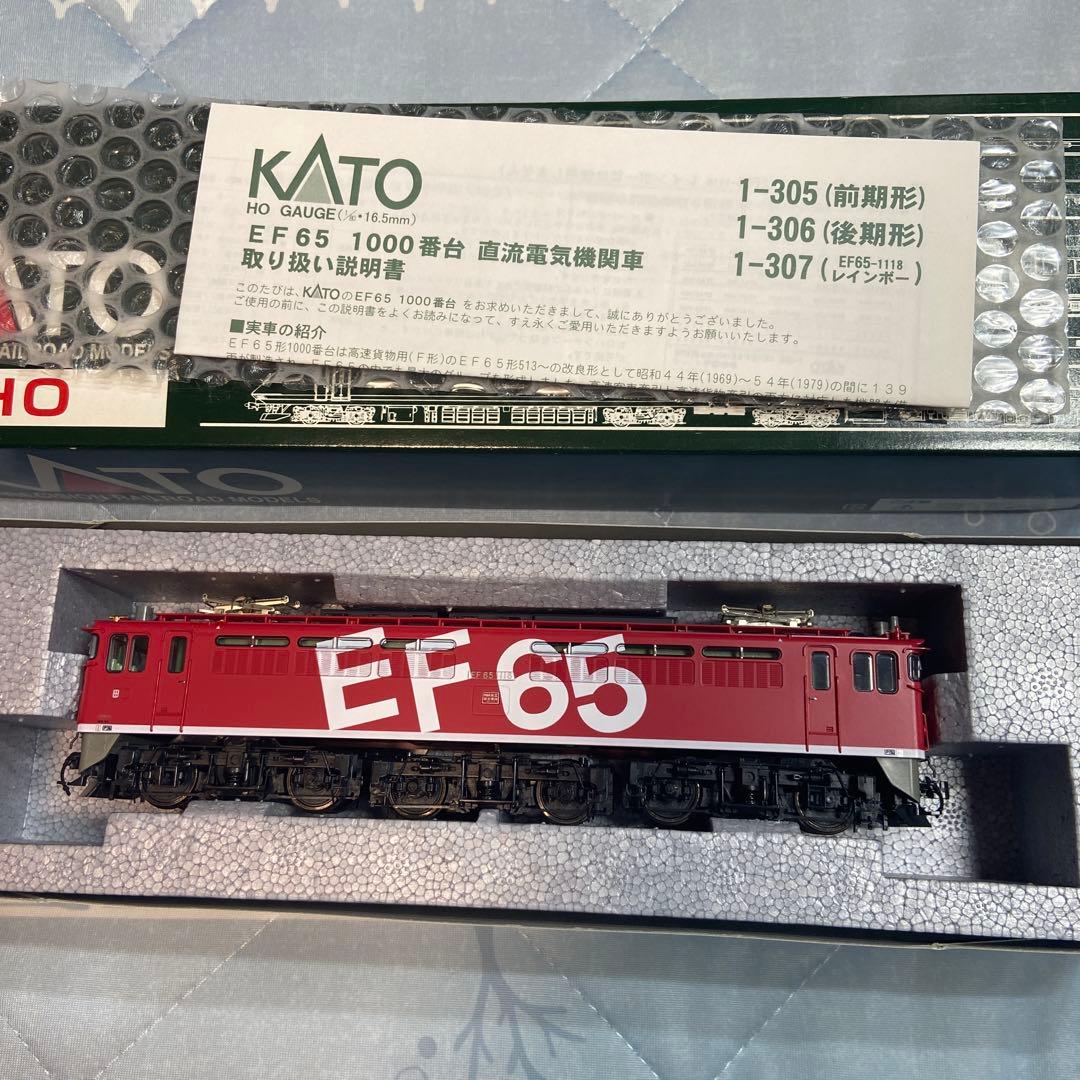 KATO
HO GAUGE(1/80・16.5mm)
EF65 1000番台 直流電気機関車
取り扱い説明書
1-305(前期形)
1-306(後期形)
1-307(EF65-1118 レインボー)
このたびは、KATOのEF65 1000番台 をお求めいただきまして、誠にありがとうございました。
ご使用の前に、この説明書をよくお読みになって、すえ永くご愛用いただきますようお願いいたします。
■実車の紹介
EF65形1000番台は高速貨物用(F形)のEF65形513〜の改良形として昭和44年(1969)〜54年(1979)の間に139
ATO
RAILROAD MODELS
HO
KATO
RAILROAD MODELS
EF65
EF 65 1118